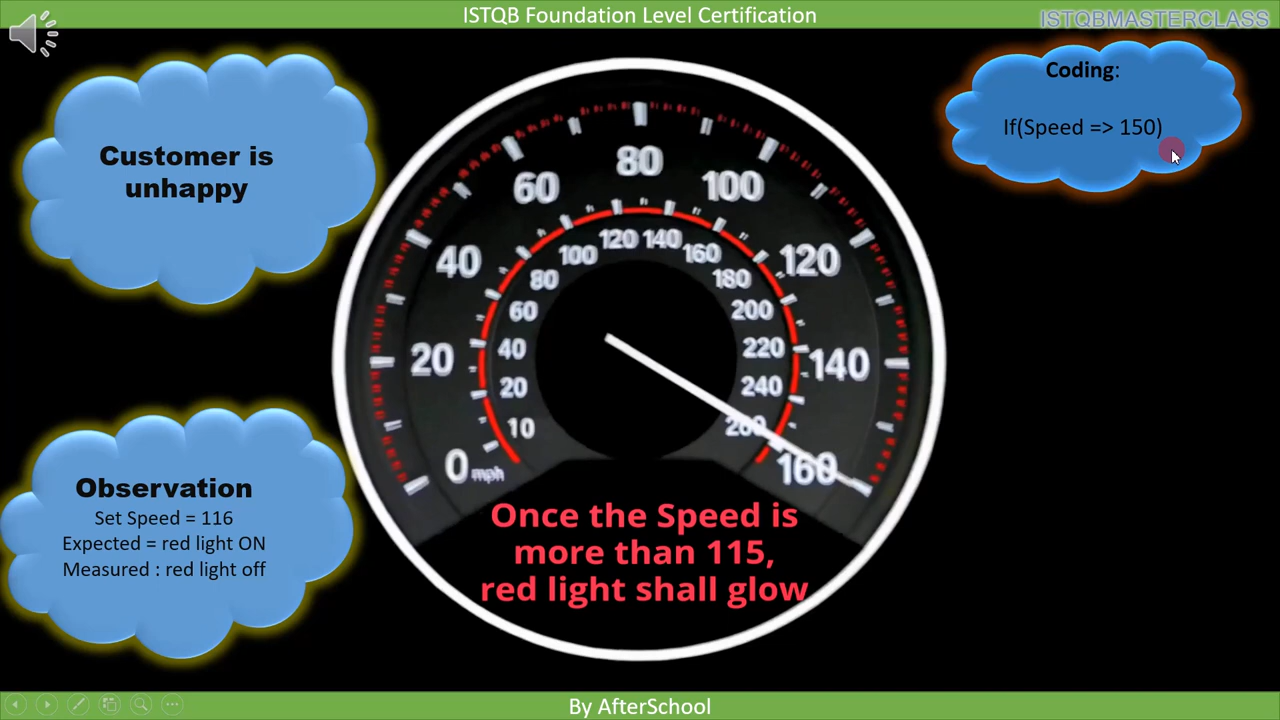 ISTQB Foundation Level Certification
ISTQBMASTERCLASS
Customer is
unhappy
Coding:
If(Speed => 150)
80
60
100
40
120
20
140
0 mph
160
120
140
100
160
80
180
60
200
40
220
20
240
10
260
Observation
Set Speed = 116
Expected = red light ON
Measured : red light off
Once the Speed is
more than 115,
red light shall glow
By AfterSchool